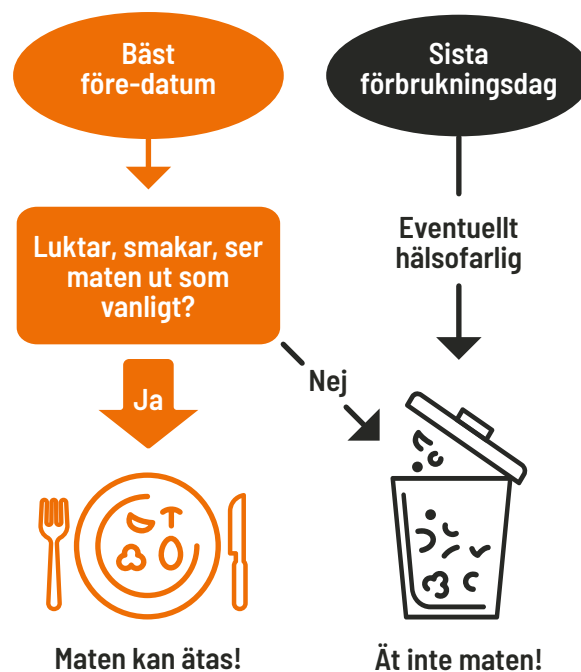 Bäst
före-datum
Sista
förbrukningsdag
Luktar, smakar, ser
maten ut som
vanligt?
Eventuellt
hälsofarlig
Ja
Nej
Maten kan ätas!
Ät inte maten!